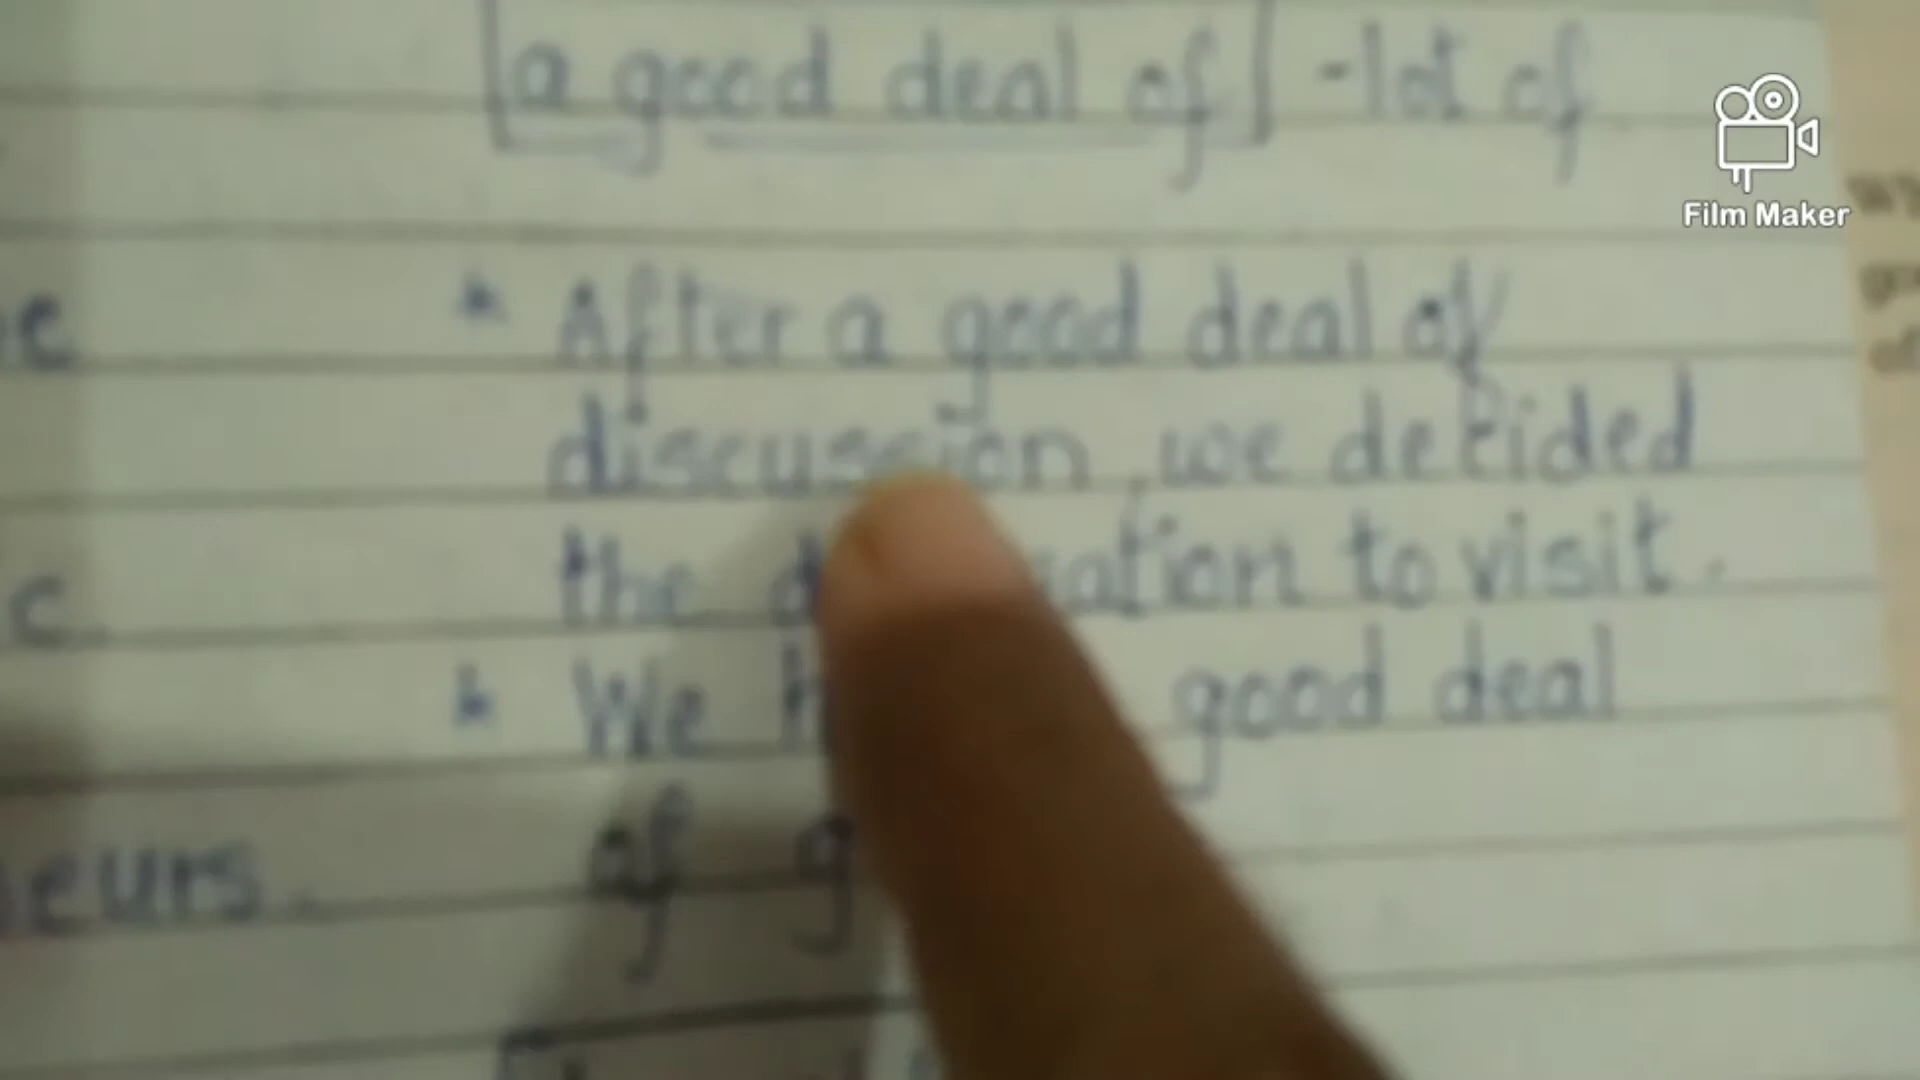 a good deal of - lot of
Film Maker
* After a good deal of
discussion, we decided
the to visit.
* We good deal
of
eurs.